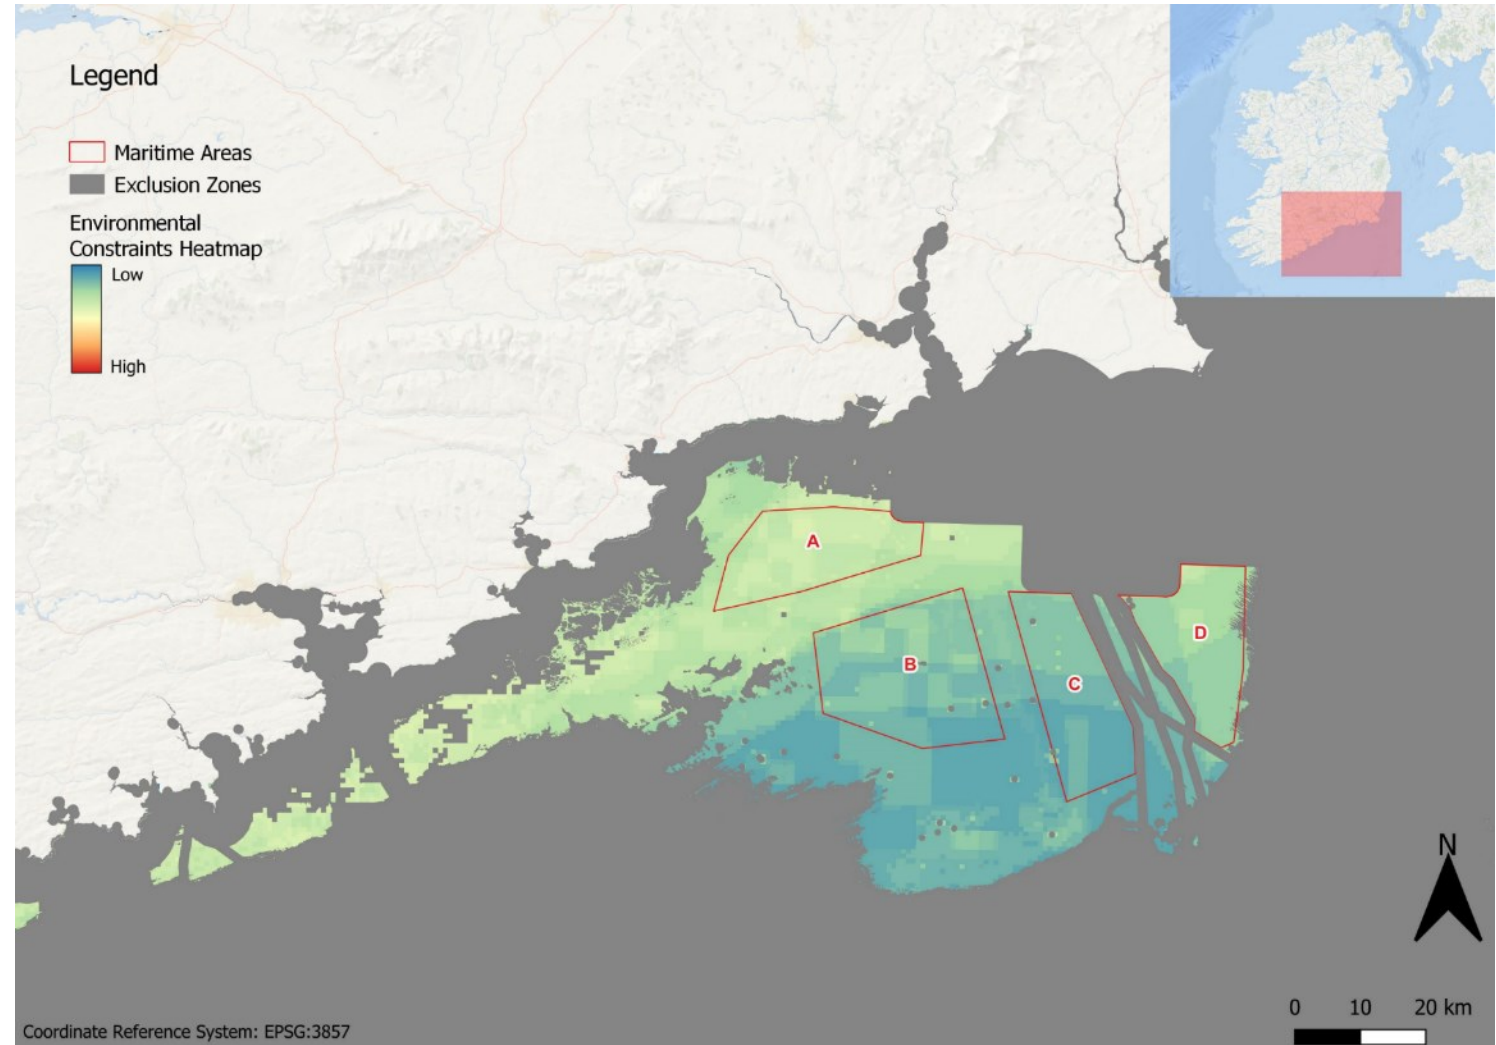 Legend
Maritime Areas
Exclusion Zones
Environmental
Constraints Heatmap
Low
High
A
B
C
D
N
0 10 20 km
Coordinate Reference System: EPSG:3857